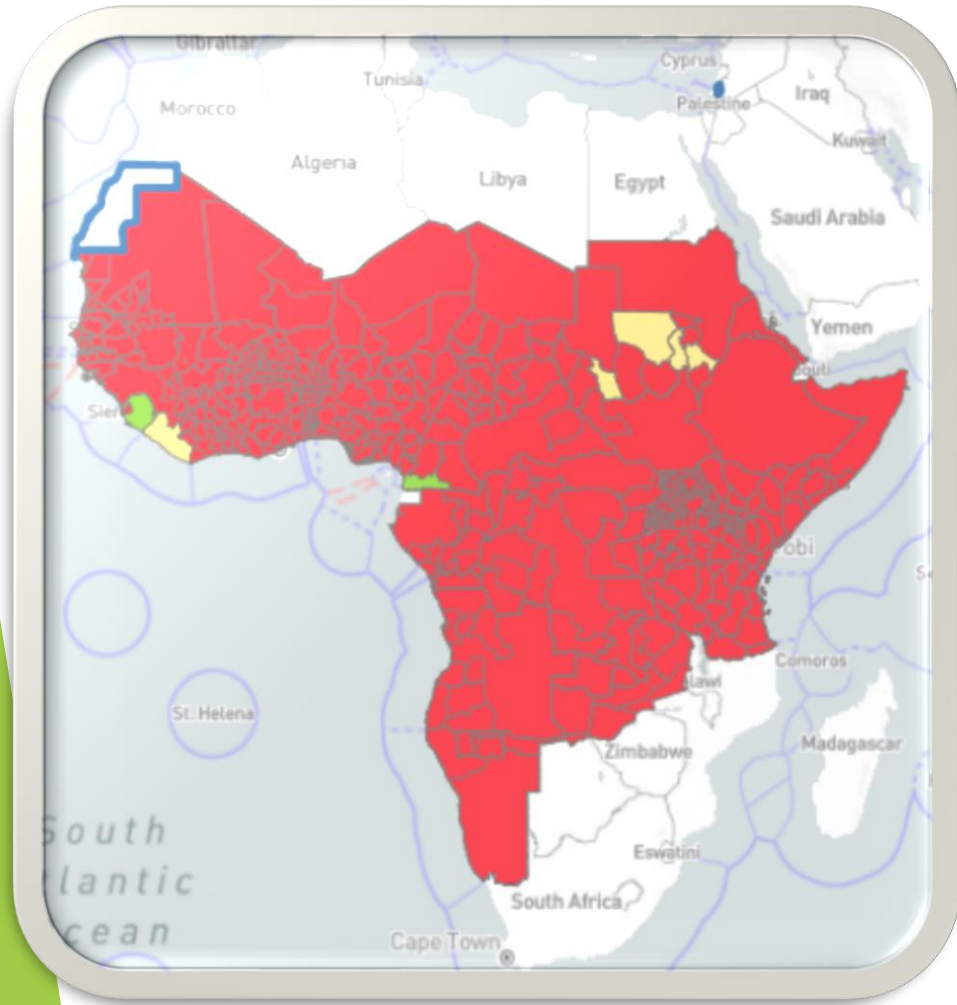 Gibraltar
Cyprus
Tunisia
Iraq
Palestine
Morocco
Kuwait
Algeria
Libya
Egypt
Saudi Arabia
Yemen
Comoros
St. Helena
Madagascar
Zimbabwe
South
tlantic
cean
Eswatini
South Africa
Cape Town